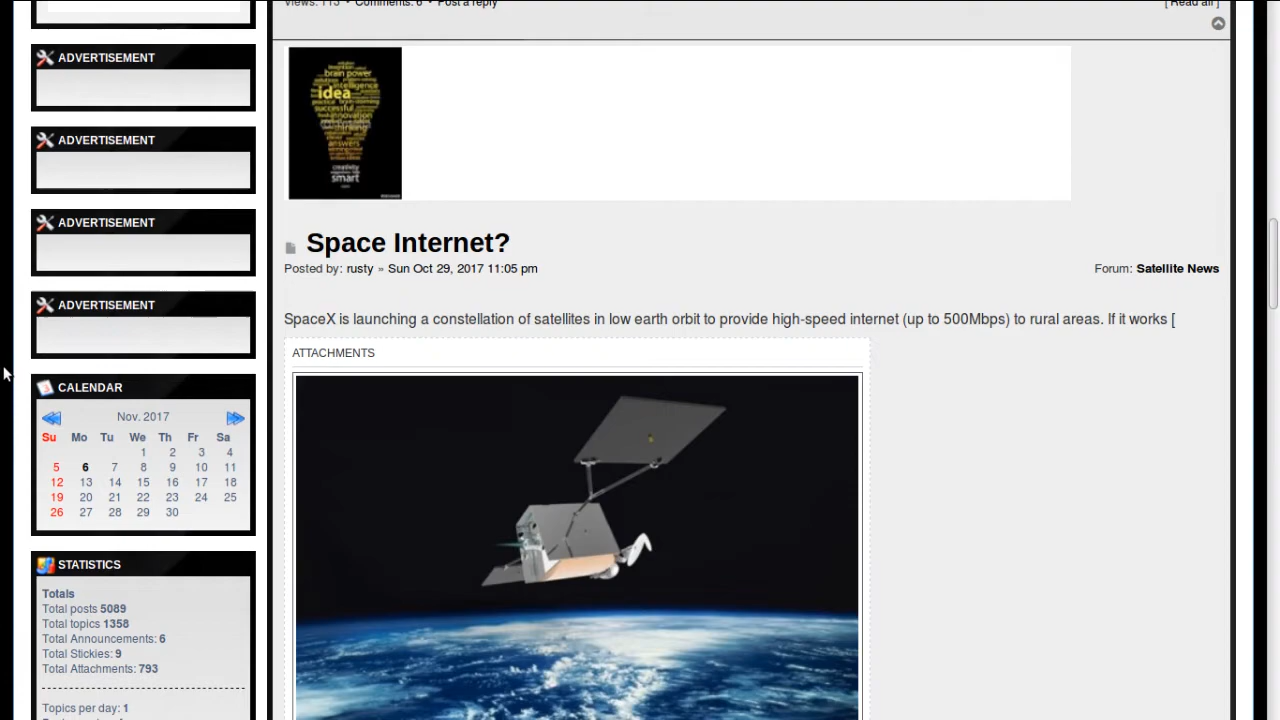 Views: 113 • Comments: 6 • Post a reply
[ Read all ]
ADVERTISEMENT
ADVERTISEMENT
ADVERTISEMENT
ADVERTISEMENT
CALENDAR
Nov. 2017
Su Mo Tu We Th Fr Sa
1 2 3 4
5 6 7 8 9 10 11
12 13 14 15 16 17 18
19 20 21 22 23 24 25
26 27 28 29 30
STATISTICS
Totals
Total posts 5089
Total topics 1358
Total Announcements: 6
Total Stickies: 9
Total Attachments: 793
Topics per day: 1
brain power
intelligence
idea
successful
innovation
thinking
answers
creativity
smart
Space Internet?
Posted by: rusty » Sun Oct 29, 2017 11:05 pm
Forum: Satellite News
SpaceX is launching a constellation of satellites in low earth orbit to provide high-speed internet (up to 500Mbps) to rural areas. If it works [
ATTACHMENTS